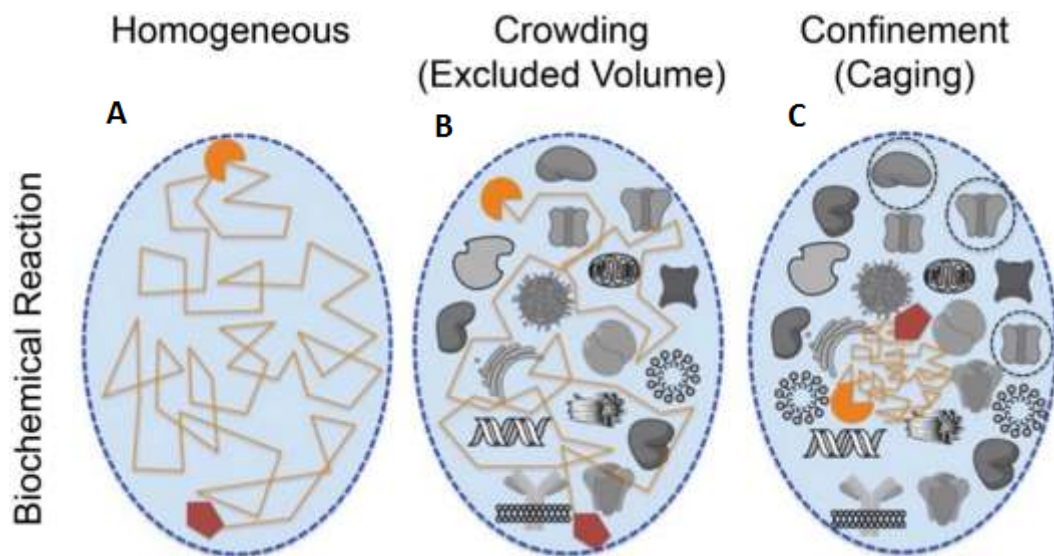 Homogeneous
Crowding
(Excluded Volume)
Confinement
(Caging)
A
B
C
Biochemical Reaction